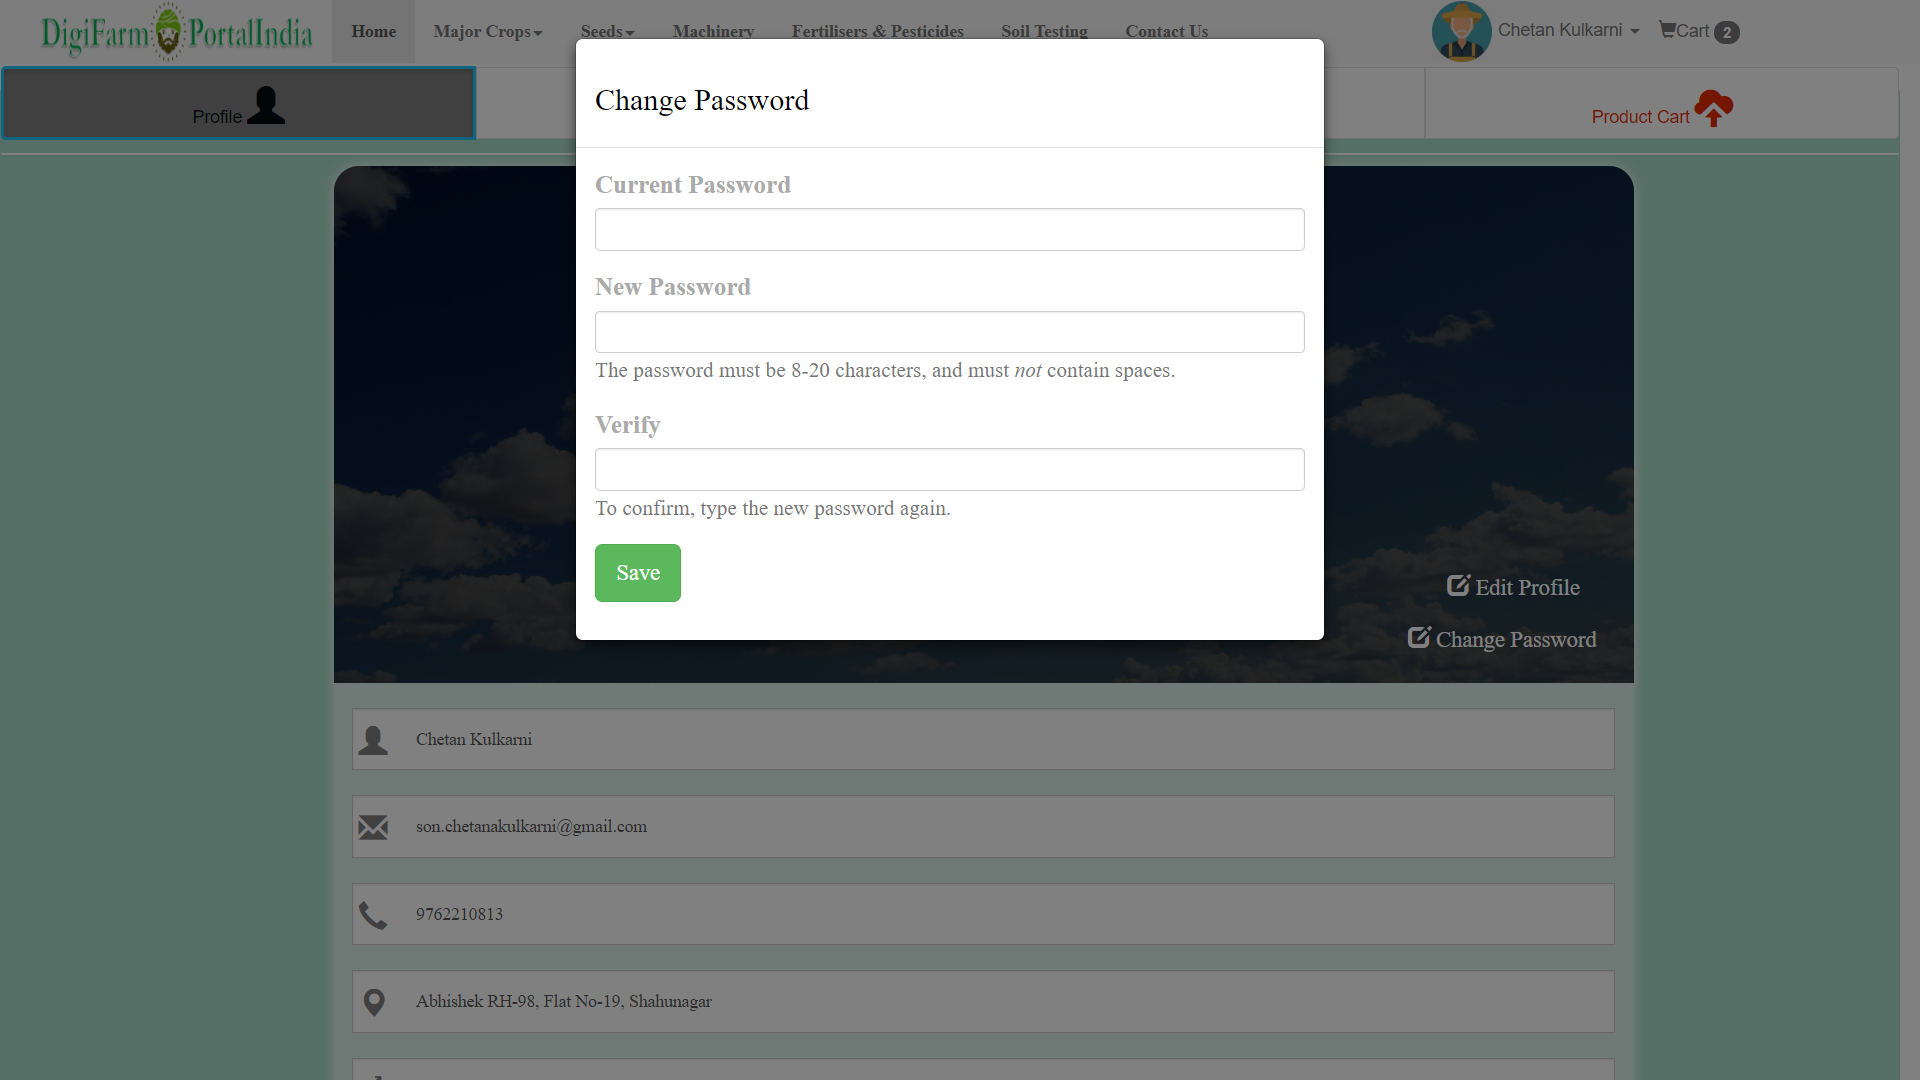 DigiFarm PortalIndia
Home
Major Crops
Seeds
Machinery
Fertilisers & Pesticides
Soil Testing
Contact Us
Chetan Kulkarni
Cart 2
Profile
Product Cart
Change Password
Current Password
New Password
The password must be 8-20 characters, and must not contain spaces.
Verify
To confirm, type the new password again.
Save
Edit Profile
Change Password
Chetan Kulkarni
son.chetanakulkarni@gmail.com
9762210813
Abhishek RH-98, Flat No-19, Shahunagar